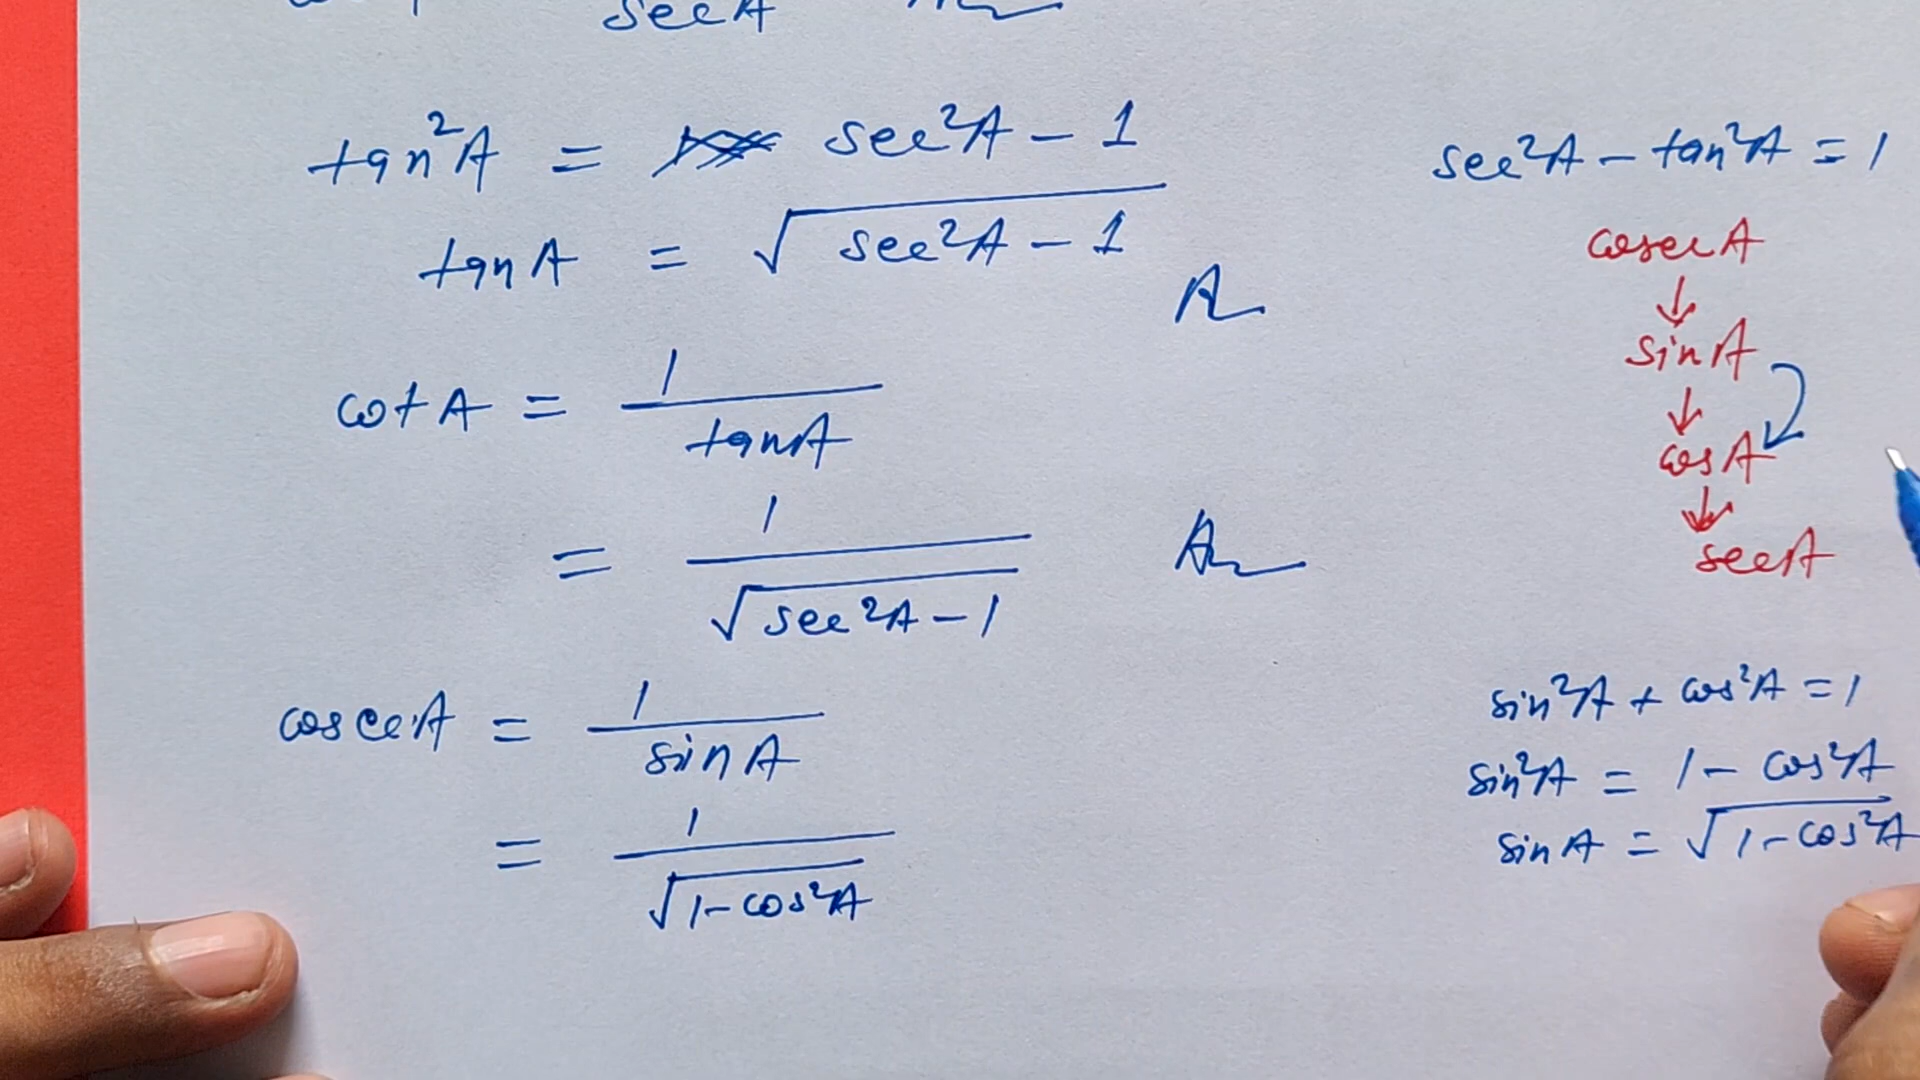 secA
tan²A = sec²A - 1
tanA = √(sec²A - 1)
A
cotA = 1/tanA
= 1/√(sec²A - 1)
cosecA = 1/sinA
= 1/√(1-cos²A)
sec²A - tan²A = 1
cosecA
↓
sinA
↓
cosA
↓
secA
sin²A + cos²A = 1
sin²A = 1 - cos²A
sinA = √(1-cos²A)